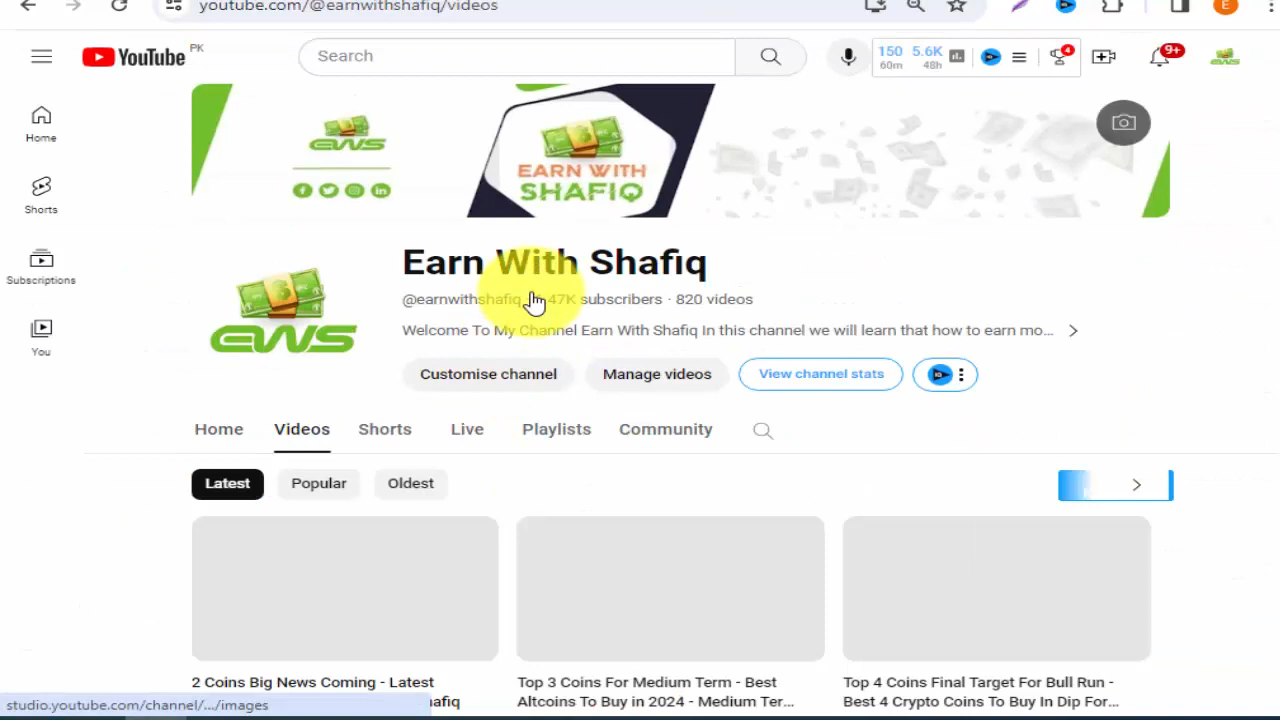 youtube.com/@earnwithshafiq/videos
E
YouTube PK
Search
150 5.6K
60m 48h
4
9+
EWS
EARN WITH
SHAFIQ
Home
Shorts
Subscriptions
You
EWS
Earn With Shafiq
@earnwithshafiq 47K subscribers · 820 videos
Welcome To My Channel Earn With Shafiq In this channel we will learn that how to earn mo...
Customise channel
Manage videos
View channel stats
Home
Videos
Shorts
Live
Playlists
Community
Latest
Popular
Oldest
2 Coins Big News Coming - Latest
afiq
Top 3 Coins For Medium Term - Best
Altcoins To Buy in 2024 - Medium Ter...
Top 4 Coins Final Target For Bull Run -
Best 4 Crypto Coins To Buy In Dip For...
studio.youtube.com/channel/.../images